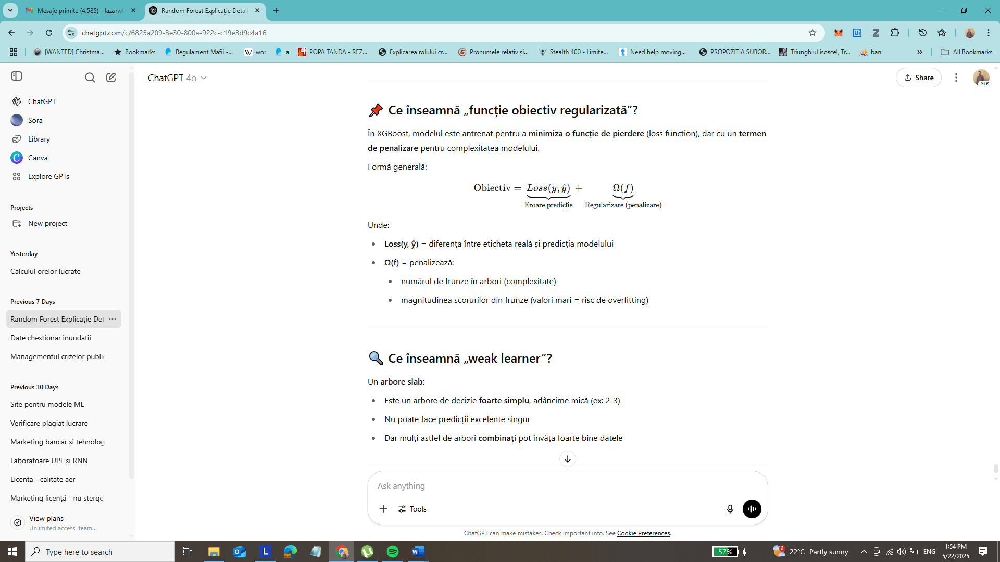 Mesaje primite (4.585) - lazarwi
Random Forest Explicație Detali
chatgpt.com/c/6825a209-3e30-800a-922c-c19e3d9c4a16
[WANTED] Christma...
Bookmarks
Regulament Mafii -...
wor
a
POPA TANDA - REZ...
Explicarea rolului cr...
Pronumele relativ și...
Stealth 400 - Limite...
Need help moving...
PROPOZITIA SUBOR...
Triunghiul isoscel, Tr...
ban
All Bookmarks
ChatGPT 4o
Share
PLUS
ChatGPT
Sora
Library
Canva
Explore GPTs
Projects
New project
Yesterday
Calculul orelor lucrate
Previous 7 Days
Random Forest Explicație Det
Date chestionar inundatii
Managementul crizelor public
Previous 30 Days
Site pentru modele ML
Verificare plagiat lucrare
Marketing bancar și tehnolog
Laboratoare UPF și RNN
Licenta - calitate aer
Marketing licență - nu sterge
View plans
Unlimited access, team...
Ce înseamnă „funcție obiectiv regularizată”?
În XGBoost, modelul este antrenat pentru a minimiza o funcție de pierdere (loss function), dar cu un termen
de penalizare pentru complexitatea modelului.
Formă generală:
Obiectiv = Loss(y, ŷ) + Ω(f)
Eroare predicție Regularizare (penalizare)
Unde:
• Loss(y, ŷ) = diferența între eticheta reală și predicția modelului
• Ω(f) = penalizează:
• numărul de frunze în arbori (complexitate)
• magnitudinea scorurilor din frunze (valori mari = risc de overfitting)
Ce înseamnă „weak learner”?
Un arbore slab:
• Este un arbore de decizie foarte simplu, adâncime mică (ex: 2-3)
• Nu poate face predicții excelente singur
• Dar mulți astfel de arbori combinați pot învăța foarte bine datele
Ask anything
Tools
ChatGPT can make mistakes. Check important info. See Cookie Preferences.
Type here to search
57%
22°C Partly sunny
ENG
1:54 PM
5/22/2025